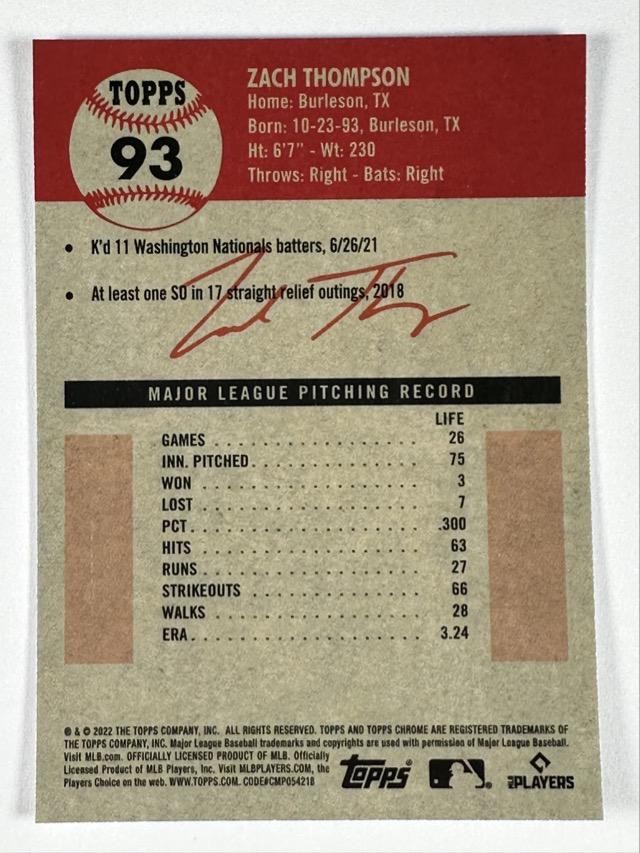 TOPPS
93
ZACH THOMPSON
Home: Burleson, TX
Born: 10-23-93, Burleson, TX
Ht: 6'7" - Wt: 230
Throws: Right - Bats: Right
• K'd 11 Washington Nationals batters, 6/26/21
• At least one SO in 17 straight relief outings, 2018
MAJOR LEAGUE PITCHING RECORD
LIFE
GAMES 26
INN. PITCHED 75
WON 3
LOST 7
PCT .300
HITS 63
RUNS 27
STRIKEOUTS 66
WALKS 28
ERA 3.24
® & © 2022 THE TOPPS COMPANY, INC. ALL RIGHTS RESERVED. TOPPS AND TOPPS CHROME ARE REGISTERED TRADEMARKS OF
THE TOPPS COMPANY, INC. Major League Baseball trademarks and copyrights are used with permission of Major League Baseball.
Visit MLB.com. OFFICIALLY LICENSED PRODUCT OF MLB. Officially
Licensed Product of MLB Players, Inc. Visit MLBPLAYERS.COM, the
Players Choice on the web. WWW.TOPPS.COM. CODE#CMP054218
Topps
PLAYERS